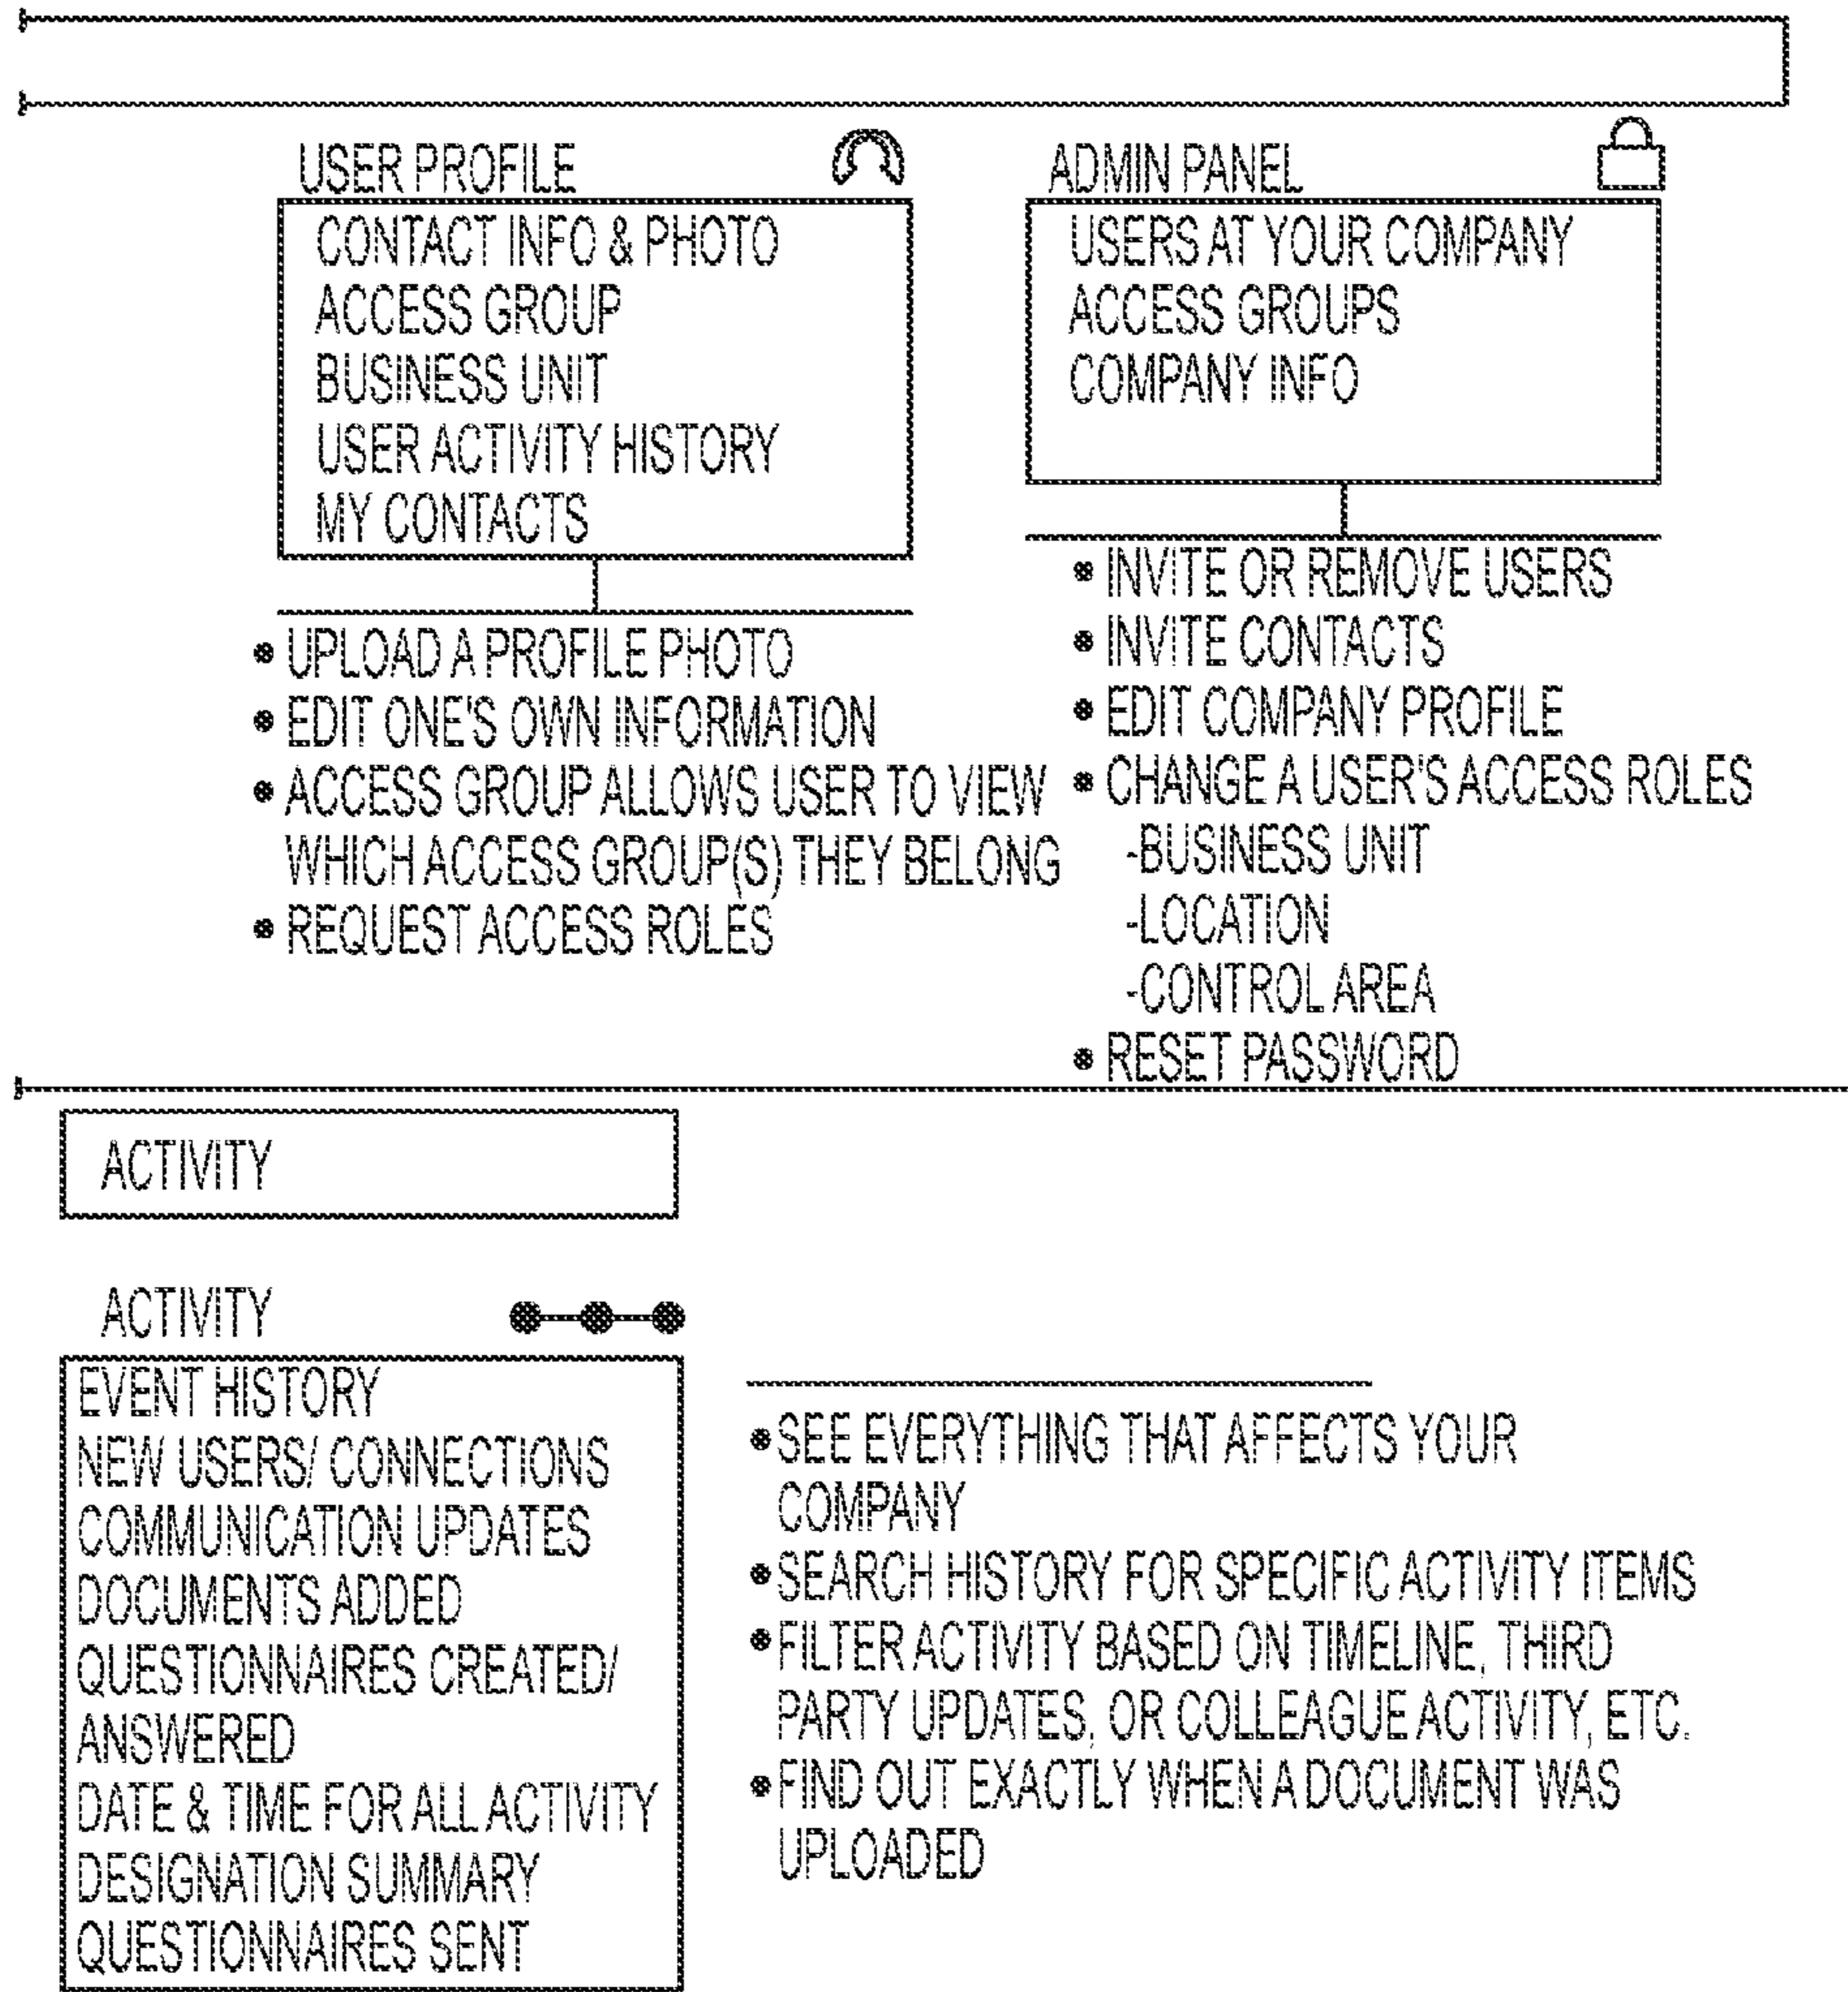 USER PROFILE
CONTACT INFO & PHOTO
ACCESS GROUP
BUSINESS UNIT
USER ACTIVITY HISTORY
MY CONTACTS
• UPLOAD A PROFILE PHOTO
• EDIT ONE'S OWN INFORMATION
• ACCESS GROUP ALLOWS USER TO VIEW
WHICH ACCESS GROUP(S) THEY BELONG
• REQUEST ACCESS ROLES
ADMIN PANEL
USERS AT YOUR COMPANY
ACCESS GROUPS
COMPANY INFO
• INVITE OR REMOVE USERS
• INVITE CONTACTS
• EDIT COMPANY PROFILE
• CHANGE A USER'S ACCESS ROLES
-BUSINESS UNIT
-LOCATION
-CONTROL AREA
• RESET PASSWORD
ACTIVITY
ACTIVITY
EVENT HISTORY
NEW USERS/ CONNECTIONS
COMMUNICATION UPDATES
DOCUMENTS ADDED
QUESTIONNAIRES CREATED/
ANSWERED
DATE & TIME FOR ALL ACTIVITY
DESIGNATION SUMMARY
QUESTIONNAIRES SENT
• SEE EVERYTHING THAT AFFECTS YOUR
COMPANY
• SEARCH HISTORY FOR SPECIFIC ACTIVITY ITEMS
• FILTER ACTIVITY BASED ON TIMELINE, THIRD
PARTY UPDATES, OR COLLEAGUE ACTIVITY, ETC.
• FIND OUT EXACTLY WHEN A DOCUMENT WAS
UPLOADED